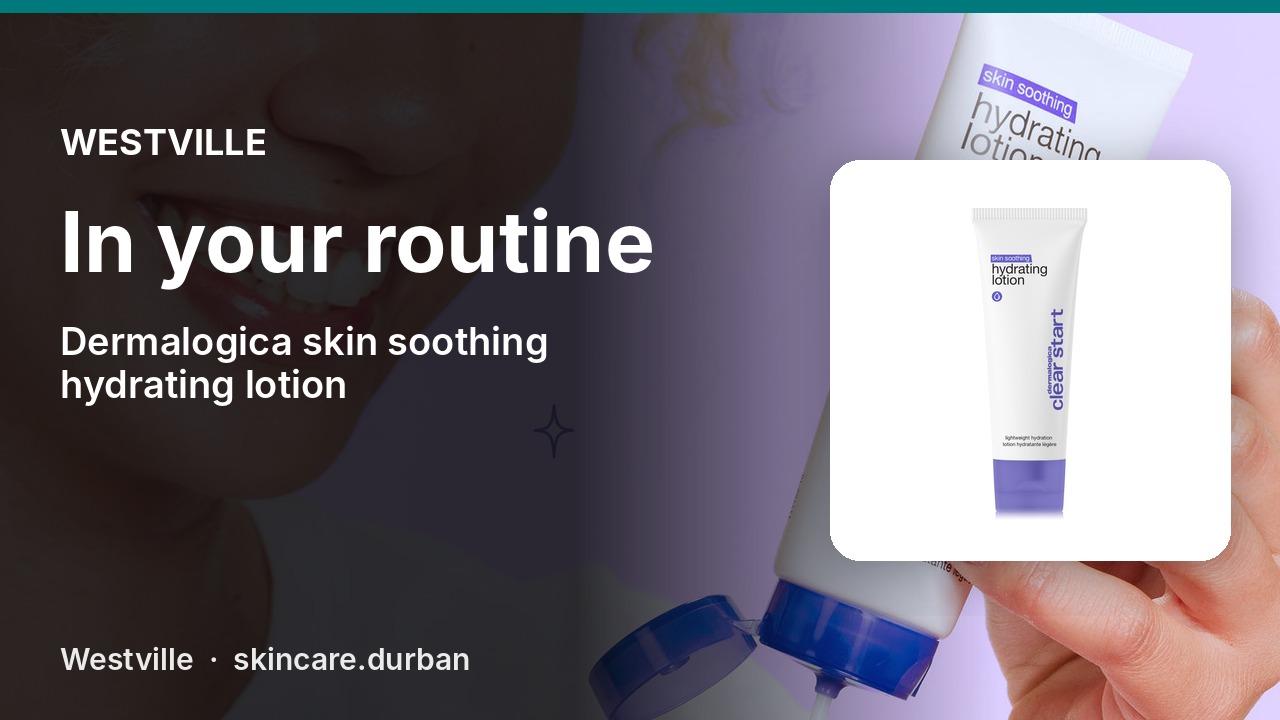 WESTVILLE
In your routine
Dermalogica skin soothing
hydrating lotion
Westville · skincare.durban
skin soothing
hydrating
lotion
skin soothing
hydrating
lotion
dermalogica
clear start
lightweight hydration
lotion hydratante légère